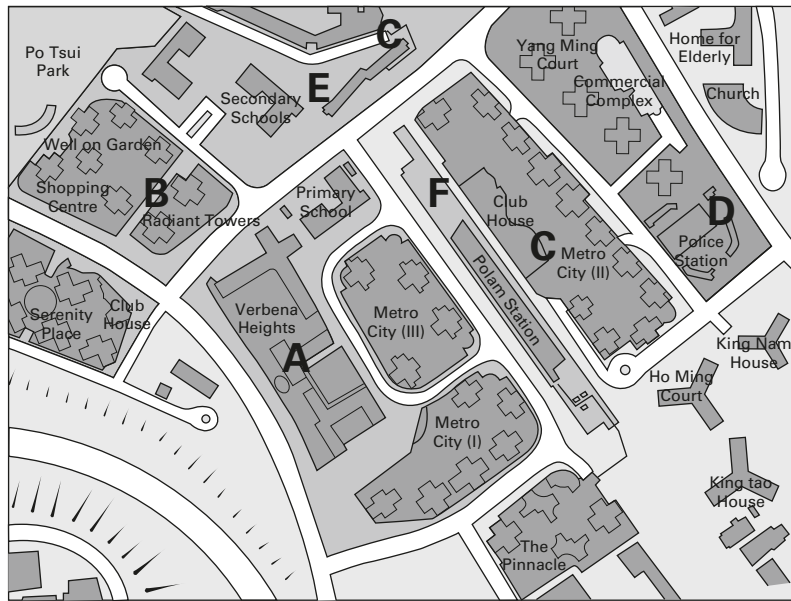 Po Tsui
Park
C
E
Secondary
Schools
Yang Ming
Court
Commercial
Complex
Home for
Elderly
Church
Well on Garden
Shopping
Centre
B
Radiant Towers
Primary
School
F
Club
House
C
Metro
City (II)
D
Police
Station
Serenity
Place
Club
House
Verbena
Heights
A
Metro
City (III)
Polam Station
King Nam
House
Ho Ming
Court
Metro
City (I)
King tao
House
The
Pinnacle